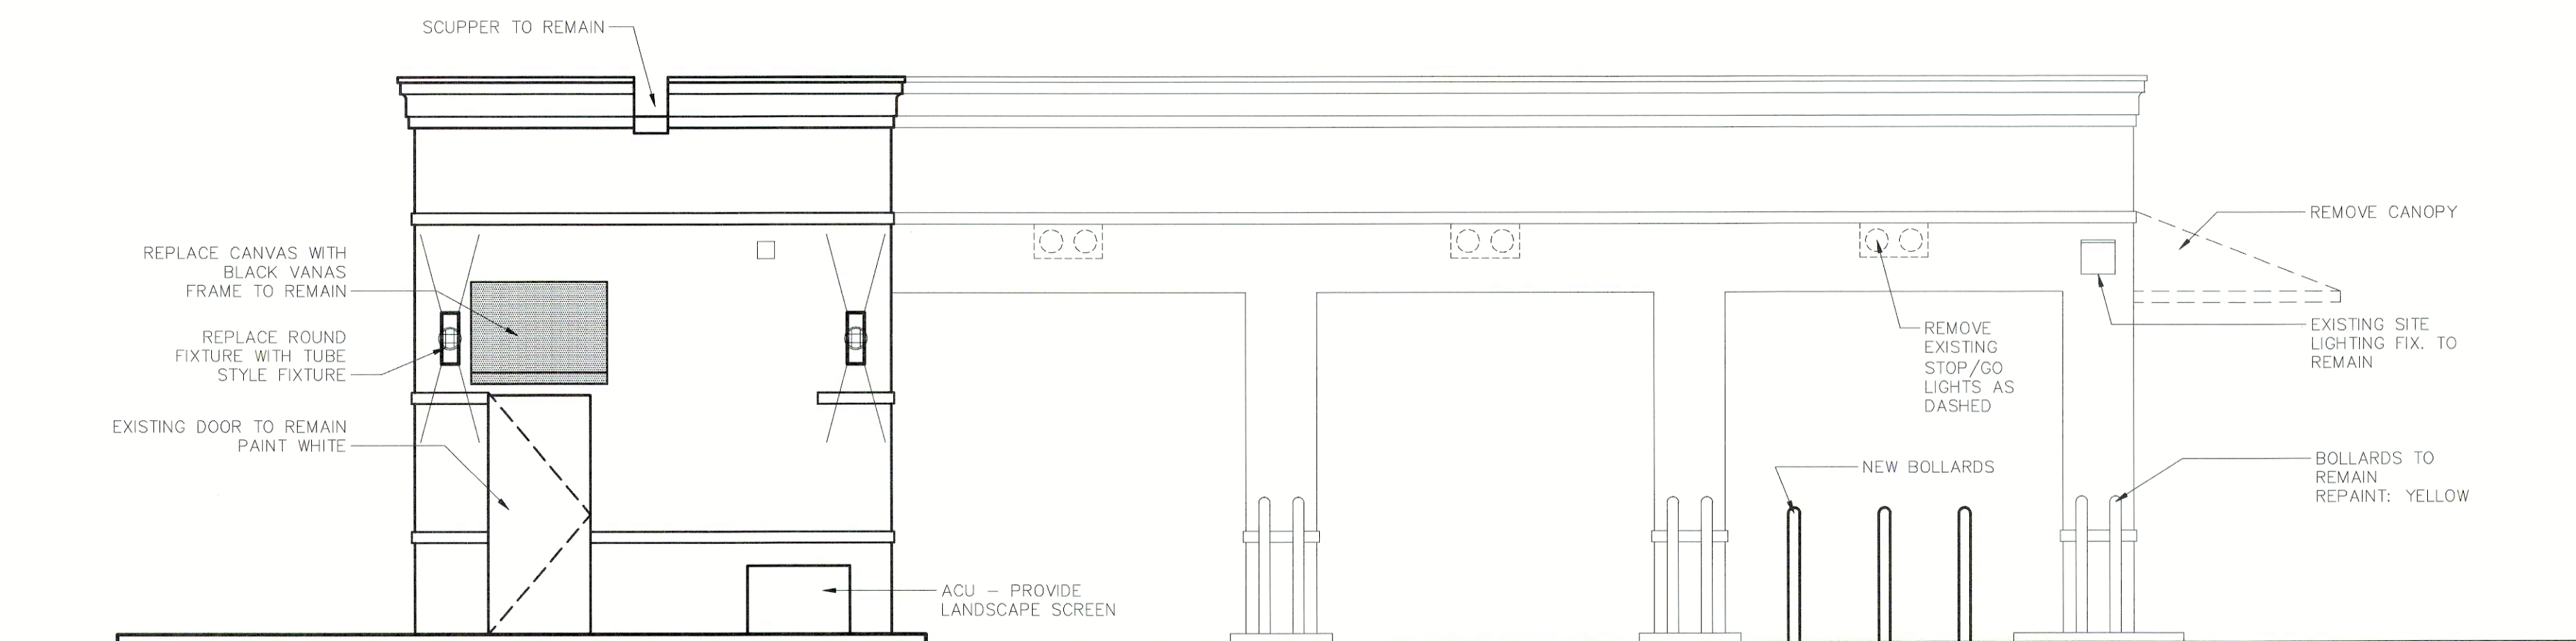 SCUPPER TO REMAIN
REPLACE CANVAS WITH
BLACK VANAS
FRAME TO REMAIN
REPLACE ROUND
FIXTURE WITH TUBE
STYLE FIXTURE
EXISTING DOOR TO REMAIN
PAINT WHITE
ACU – PROVIDE
LANDSCAPE SCREEN
REMOVE
EXISTING
STOP/GO
LIGHTS AS
DASHED
NEW BOLLARDS
REMOVE CANOPY
EXISTING SITE
LIGHTING FIX. TO
REMAIN
BOLLARDS TO
REMAIN
REPAINT: YELLOW